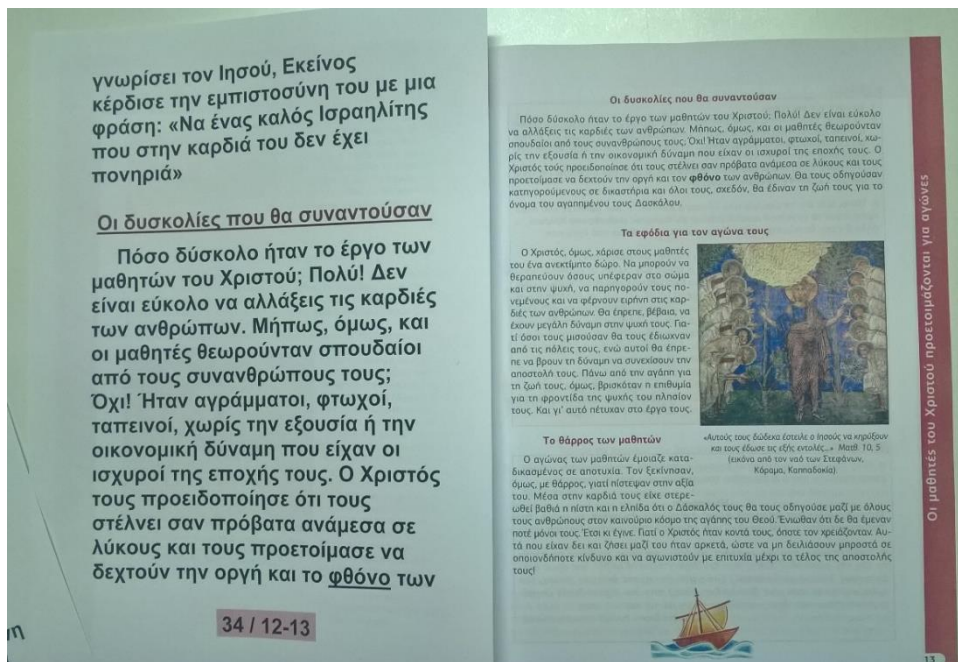 γνωρίσει τον Ιησού, Εκείνος
κέρδισε την εμπιστοσύνη του με μια
φράση: «Να ένας καλός Ισραηλίτης
που στην καρδιά του δεν έχει
πονηριά»
Οι δυσκολίες που θα συναντούσαν
Πόσο δύσκολο ήταν το έργο των
μαθητών του Χριστού; Πολύ! Δεν
είναι εύκολο να αλλάξεις τις καρδιές
των ανθρώπων. Μήπως, όμως, και
οι μαθητές θεωρούνταν σπουδαίοι
από τους συνανθρώπους τους;
Όχι! Ήταν αγράμματοι, φτωχοί,
ταπεινοί, χωρίς την εξουσία ή την
οικονομική δύναμη που είχαν οι
ισχυροί της εποχής τους. Ο Χριστός
τους προειδοποίησε ότι τους
στέλνει σαν πρόβατα ανάμεσα σε
λύκους και τους προετοίμασε να
δεχτούν την οργή και το φθόνο των
34 / 12-13
Οι δυσκολίες που θα συναντούσαν
Πόσο δύσκολο ήταν το έργο των μαθητών του Χριστού; Πολύ! Δεν είναι εύκολο
να αλλάξεις τις καρδιές των ανθρώπων. Μήπως, όμως, και οι μαθητές θεωρούνταν
σπουδαίοι από τους συνανθρώπους τους; Όχι! Ήταν αγράμματοι, φτωχοί, ταπεινοί, χω-
ρίς την εξουσία ή την οικονομική δύναμη που είχαν οι ισχυροί της εποχής τους. Ο
Χριστός τούς προειδοποίησε ότι τους στέλνει σαν πρόβατα ανάμεσα σε λύκους και τους
προετοίμασε να δεχτούν την οργή και τον φθόνο των ανθρώπων. Θα τους οδηγούσαν
κατηγορούμενους σε δικαστήρια και όλοι τους, σχεδόν, θα έδιναν τη ζωή τους για το
όνομα του αγαπημένου τους Δασκάλου.
Τα εφόδια για τον αγώνα τους
Ο Χριστός, όμως, χάρισε στους μαθητές
του ένα ανεκτίμητο δώρο. Να μπορούν να
θεραπεύουν όσους υπέφεραν στο σώμα
και στην ψυχή, να παρηγορούν τους πο-
νεμένους και να φέρνουν ειρήνη στις καρ-
διές των ανθρώπων. Θα έπρεπε, βέβαια, να
έχουν μεγάλη δύναμη στην ψυχή τους. Για-
τί όσοι τους μισούσαν θα τους έδιωχναν
από τις πόλεις τους, ενώ αυτοί θα έπρε-
πε να βρουν τη δύναμη να συνεχίσουν την
αποστολή τους. Πάνω από την αγάπη για
τη ζωή τους, όμως, βρισκόταν η επιθυμία
για τη φροντίδα της ψυχής του πλησίον
τους. Και γι' αυτό πέτυχαν στο έργο τους.
«Αυτούς τους δώδεκα έστειλε ο Ιησούς να κηρύξουν
και τους έδωσε τις εξής εντολές...» Ματθ. 10, 5
(εικόνα από τον ναό των Στεφάνων,
Κόραμα, Καππαδοκία).
Το θάρρος των μαθητών
Ο αγώνας των μαθητών έμοιαζε κατα-
δικασμένος σε αποτυχία. Τον ξεκίνησαν,
όμως, με θάρρος, γιατί πίστεψαν στην αξία
του. Μέσα στην καρδιά τους είχε στερε-
ωθεί βαθιά η πίστη και η ελπίδα ότι ο Δάσκαλός τους θα τους οδηγούσε μαζί με όλους
τους ανθρώπους στον καινούριο κόσμο της αγάπης του Θεού. Ένιωθαν ότι δε θα έμεναν
ποτέ μόνοι τους. Έτσι κι έγινε. Γιατί ο Χριστός ήταν κοντά τους, όποτε τον χρειάζονταν. Αυ-
τά που είχαν δει και ζήσει μαζί του ήταν αρκετά, ώστε να μη δειλιάσουν μπροστά σε
οποιονδήποτε κίνδυνο και να αγωνιστούν με επιτυχία μέχρι το τέλος της αποστολής
τους!
Οι μαθητές του Χριστού προετοιμάζονται για αγώνες
13